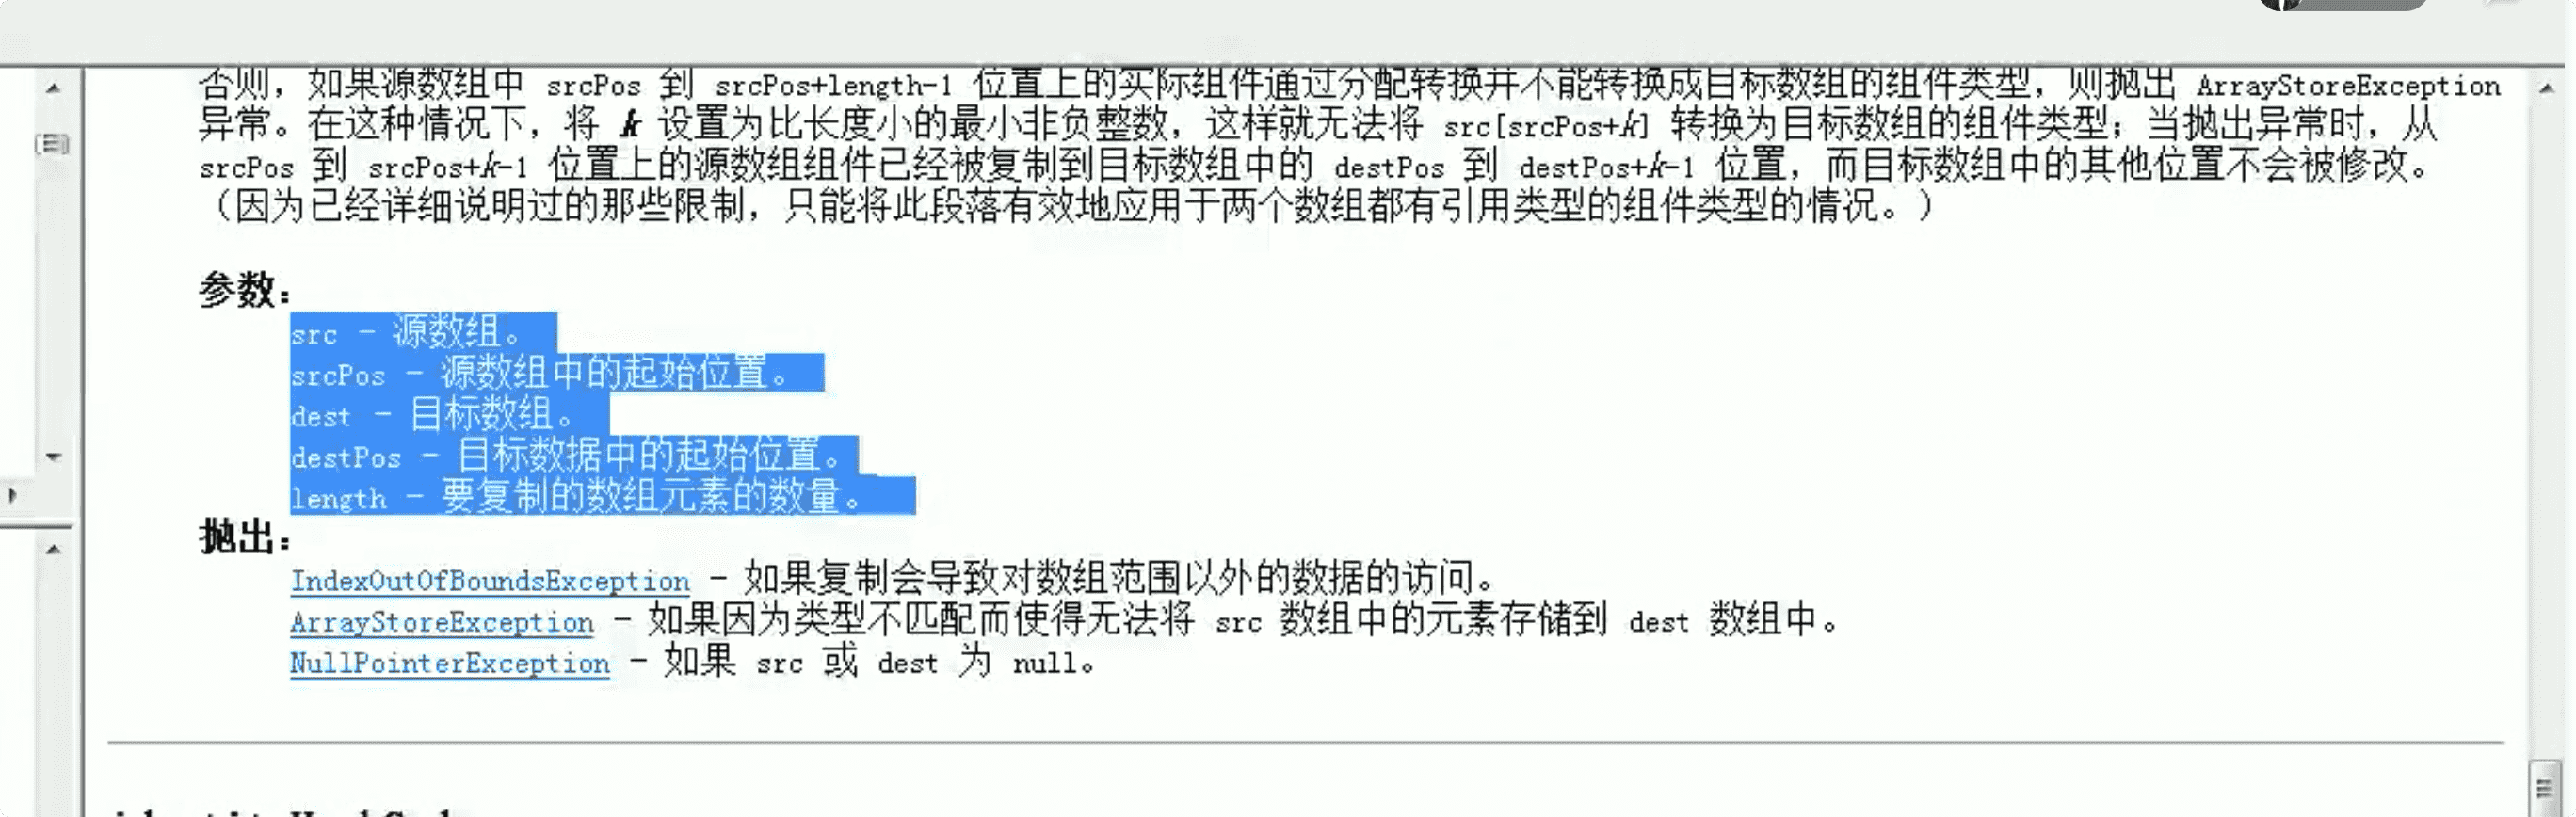 否则，如果源数组中 srcPos 到 srcPos+length-1 位置上的实际组件通过分配转换并不能转换成目标数组的组件类型，则抛出 ArrayStoreException
异常。在这种情况下，将 k 设置为比长度小的最小非负整数，这样就无法将 src[srcPos+k] 转换为目标数组的组件类型；当抛出异常时，从
srcPos 到 srcPos+k-1 位置上的源数组组件已经被复制到目标数组中的 destPos 到 destPos+k-1 位置，而目标数组中的其他位置不会被修改。
（因为已经详细说明过的那些限制，只能将此段落有效地应用于两个数组都有引用类型的组件类型的情况。）
参数：
src - 源数组。
srcPos - 源数组中的起始位置。
dest - 目标数组。
destPos - 目标数据中的起始位置。
length - 要复制的数组元素的数量。
抛出：
IndexOutOfBoundsException - 如果复制会导致对数组范围以外的数据的访问。
ArrayStoreException - 如果因为类型不匹配而使得无法将 src 数组中的元素存储到 dest 数组中。
NullPointerException - 如果 src 或 dest 为 null。